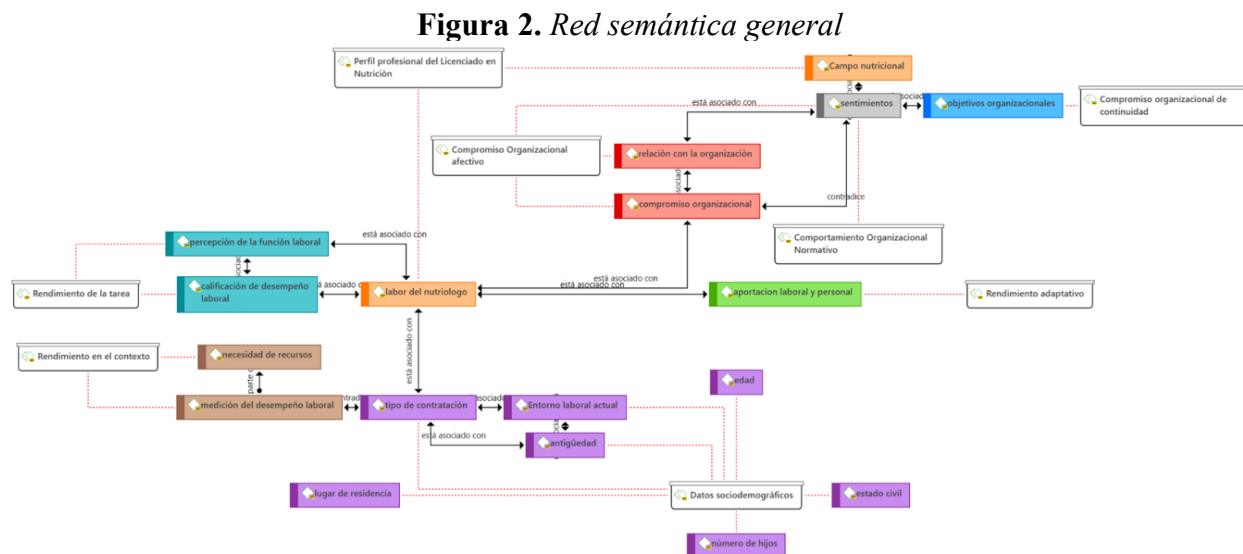 Figura 2. Red semántica general
Perfil profesional del Licenciado en
Nutrición
Campo nutricional
está asociado con
sentimientos
objetivos organizacionales
Compromiso organizacional de
continuidad
Compromiso Organizacional
afectivo
relación con la organización
compromiso organizacional
contradice
Comportamiento Organizacional
Normativo
percepción de la función laboral
está asociado con
calificación de desempeño
laboral
Rendimiento de la tarea
labor del nutriologo
está asociado con
está asociado con
aportacion laboral y personal
Rendimiento adaptativo
está asociado con
Rendimiento en el contexto
necesidad de recursos
edad
medición del desempeño laboral
tipo de contratación
Entorno laboral actual
está asociado con
antigüedad
lugar de residencia
Datos sociodemográficos
estado civil
número de hijos